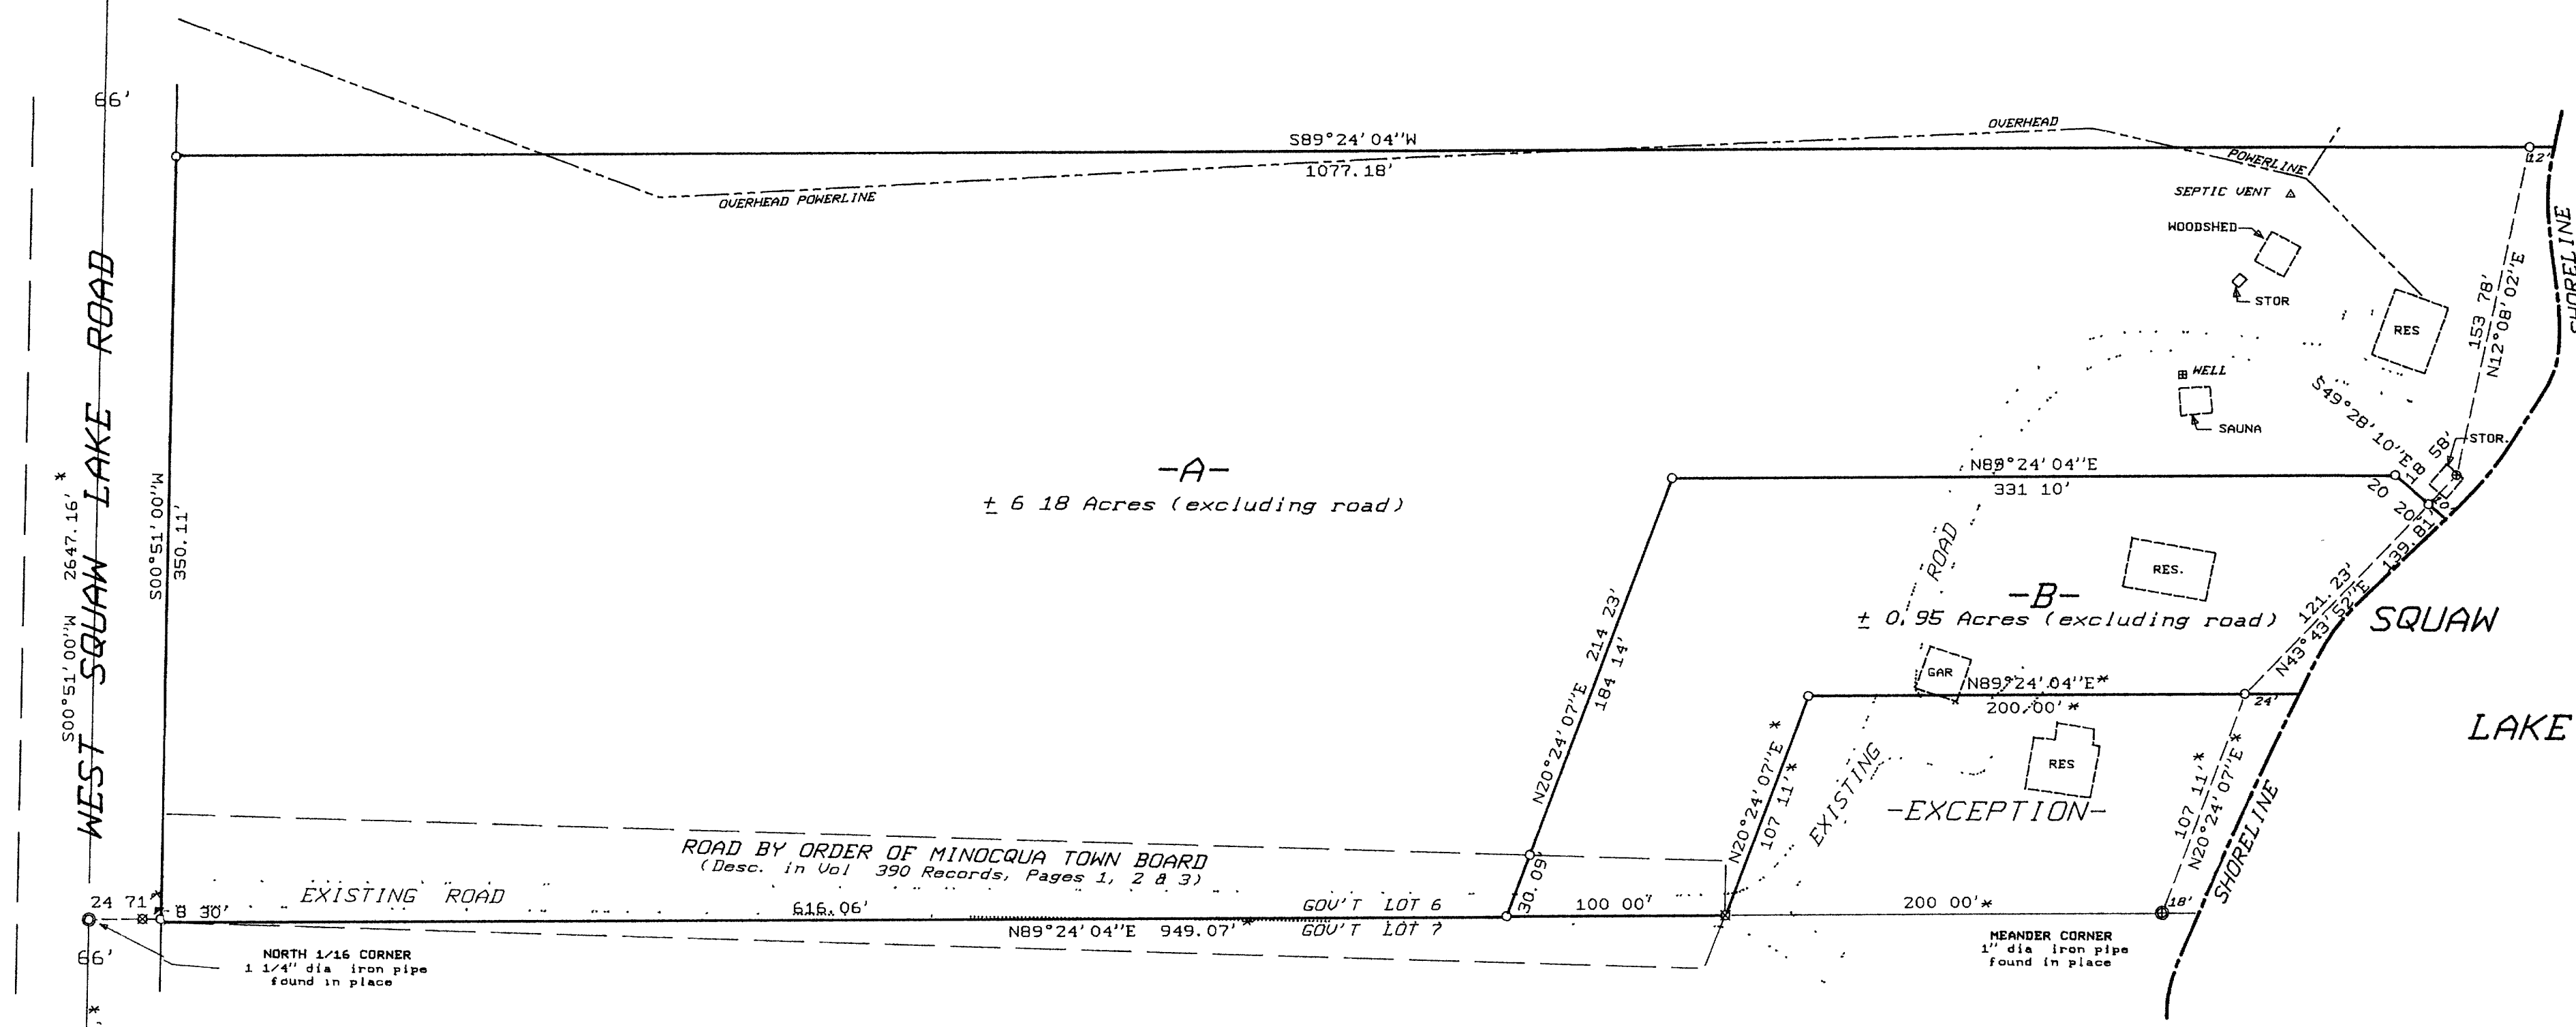 66'
S89°24'04"W
1077.18'
OVERHEAD
POWERLINE
12'
OVERHEAD POWERLINE
SEPTIC VENT
WOODSHED
STOR
RES
WELL
SAUNA
153 78'
N12°08'02"E
SHORELINE
S49°28'10"E
18 58'
STOR.
WEST SQUAW LAKE ROAD
S00°51'00"W 2647.16' *
S00°51'00"W
350.11'
-A-
± 6 18 Acres (excluding road)
N89°24'04"E
331 10'
20
20'
N20°24'07"E 214 23'
184 14'
30.09'
ROAD
RES.
-B-
± 0.95 Acres (excluding road)
121.23'
N43°43'52"E 139.81'
SQUAW
LAKE
GAR
N89°24'04"E*
200.00' *
24'
N20°24'07"E *
107 11'*
EXISTING
RES
-EXCEPTION-
107 11'*
N20°24'07"E *
SHORELINE
ROAD BY ORDER OF MINOCQUA TOWN BOARD
(Desc. in Vol 390 Records, Pages 1, 2 & 3)
EXISTING ROAD
24 71'*
8 30'
616.06'
GOV'T LOT 6
100 00'
200 00'*
18'
N89°24'04"E 949.07'*
GOV'T LOT 7
NORTH 1/16 CORNER
1 1/4" dia iron pipe
found in place
66'
MEANDER CORNER
1" dia iron pipe
found in place
*